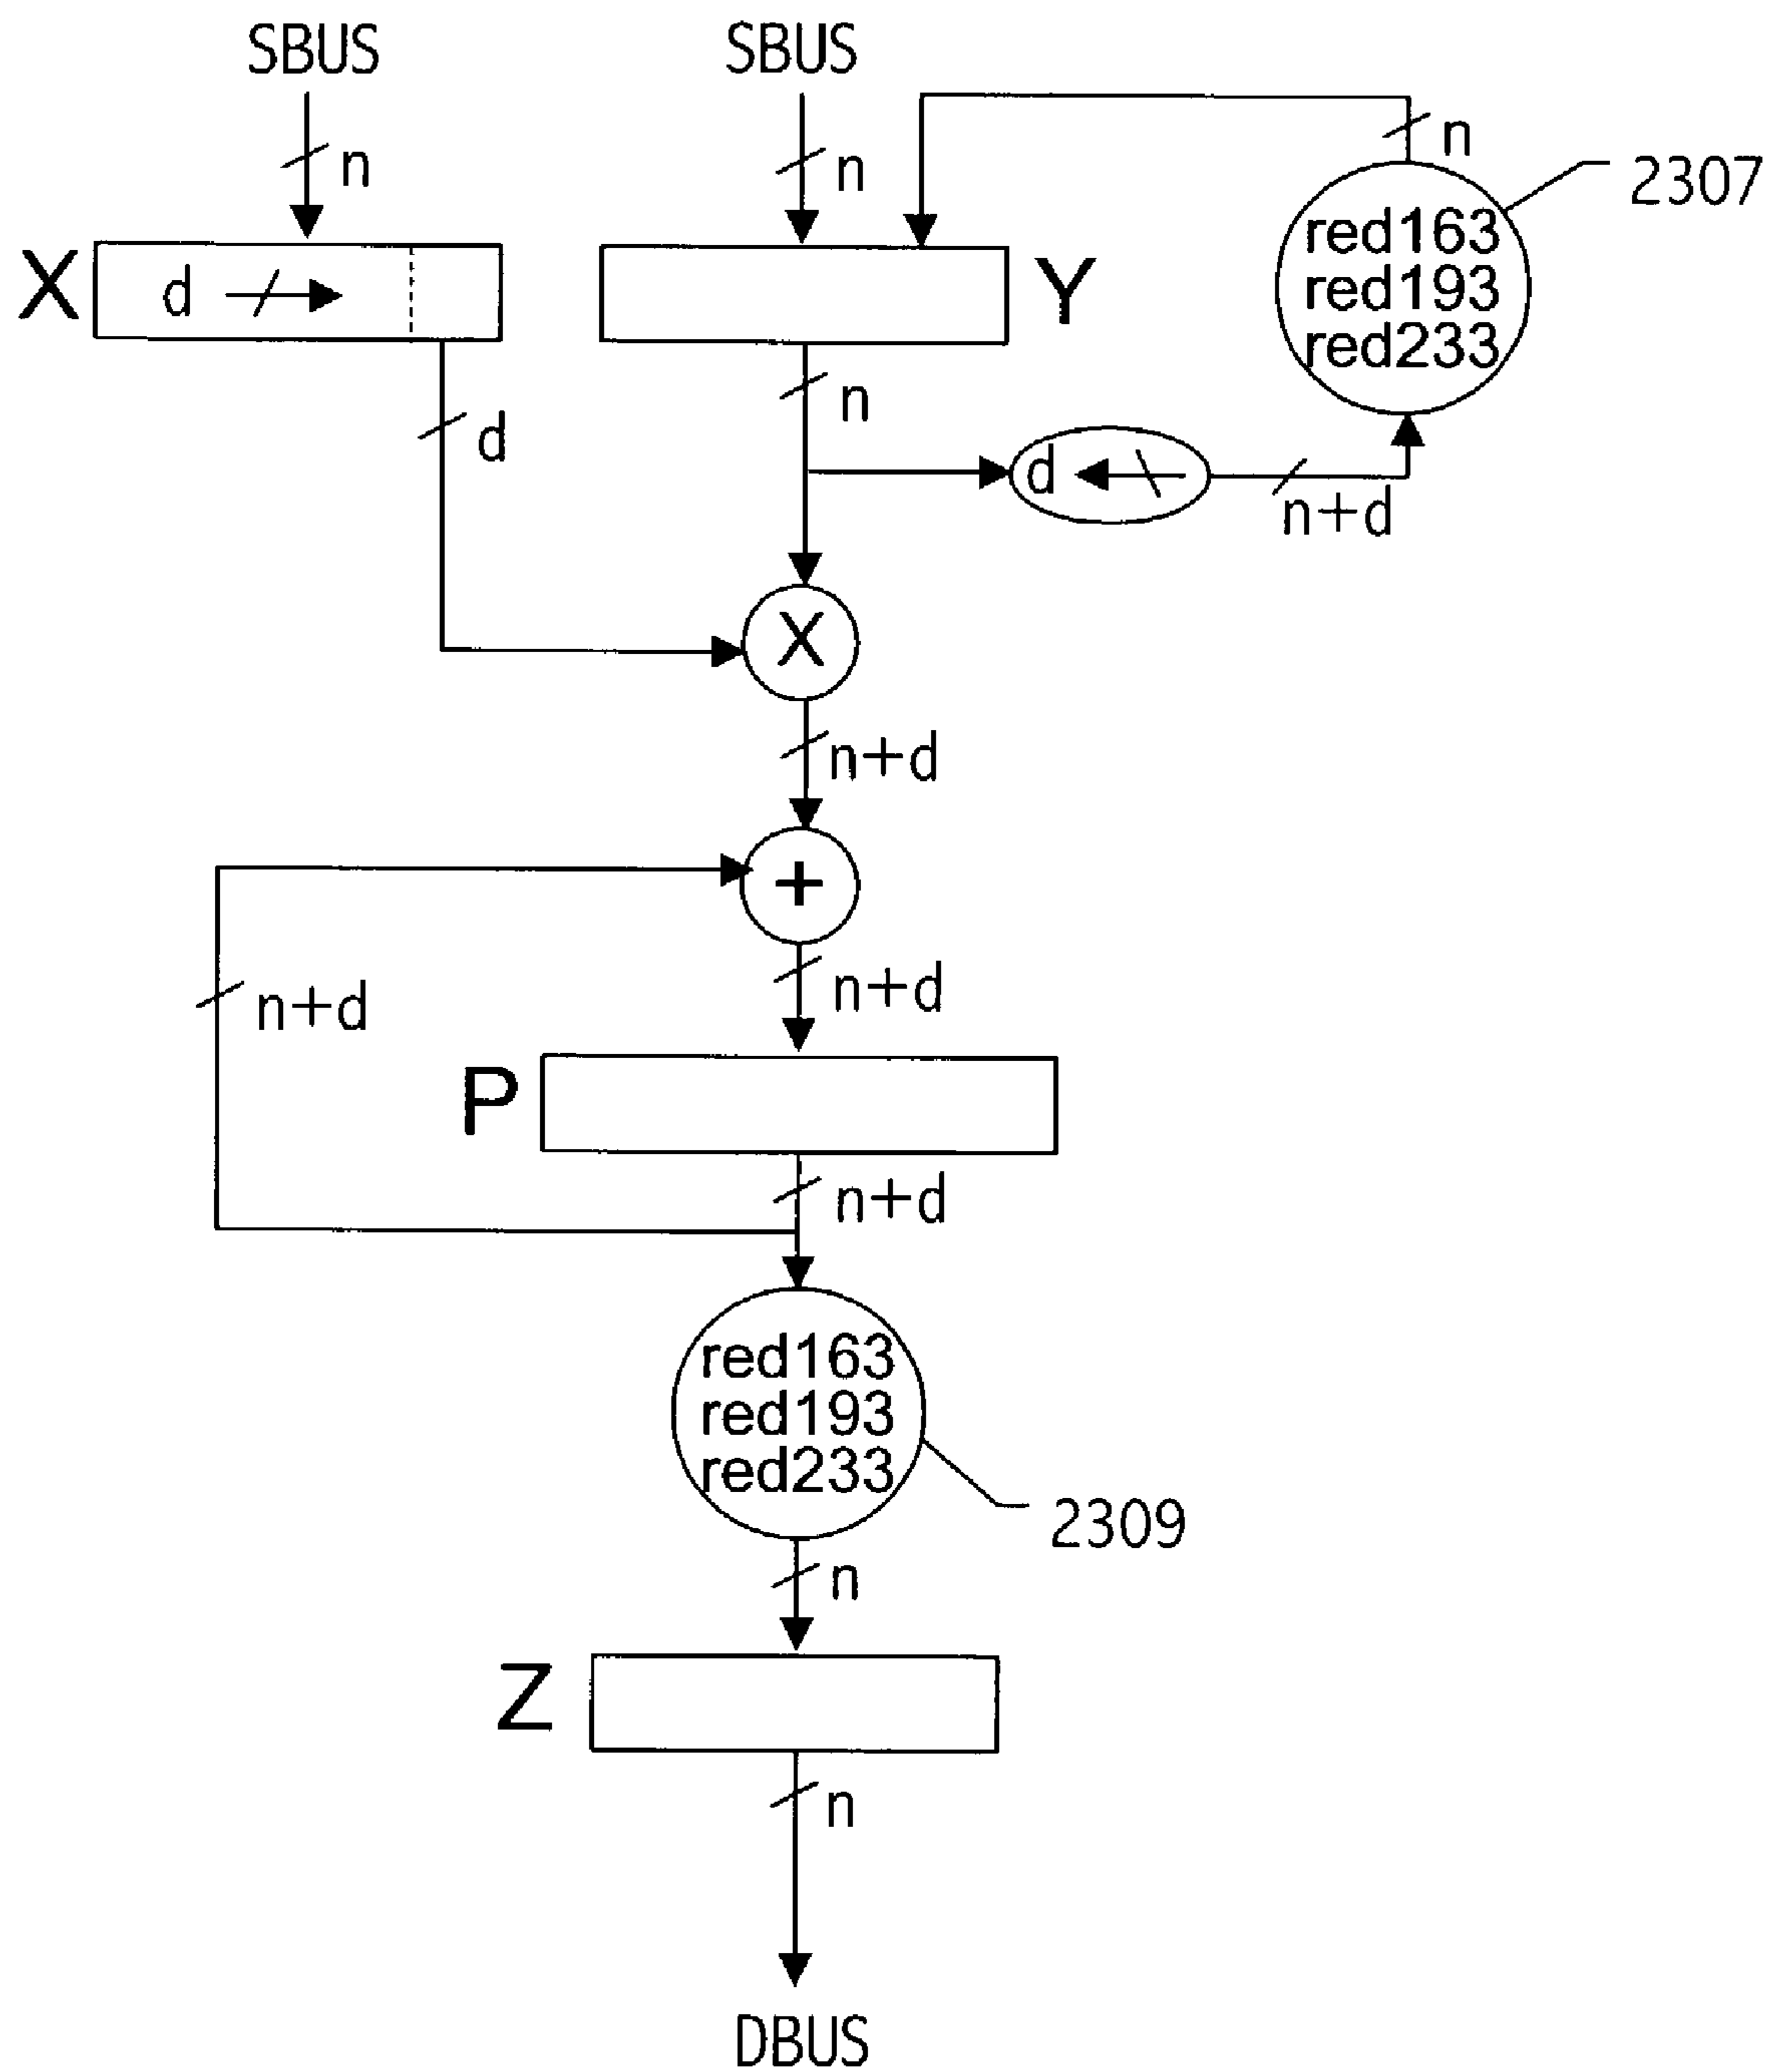 SBUS
SBUS
n
n
n
2307
X
d
Y
red163
red193
red233
n
d
d
n+d
X
n+d
+
n+d
n+d
P
n+d
red163
red193
red233
2309
n
Z
n
DBUS